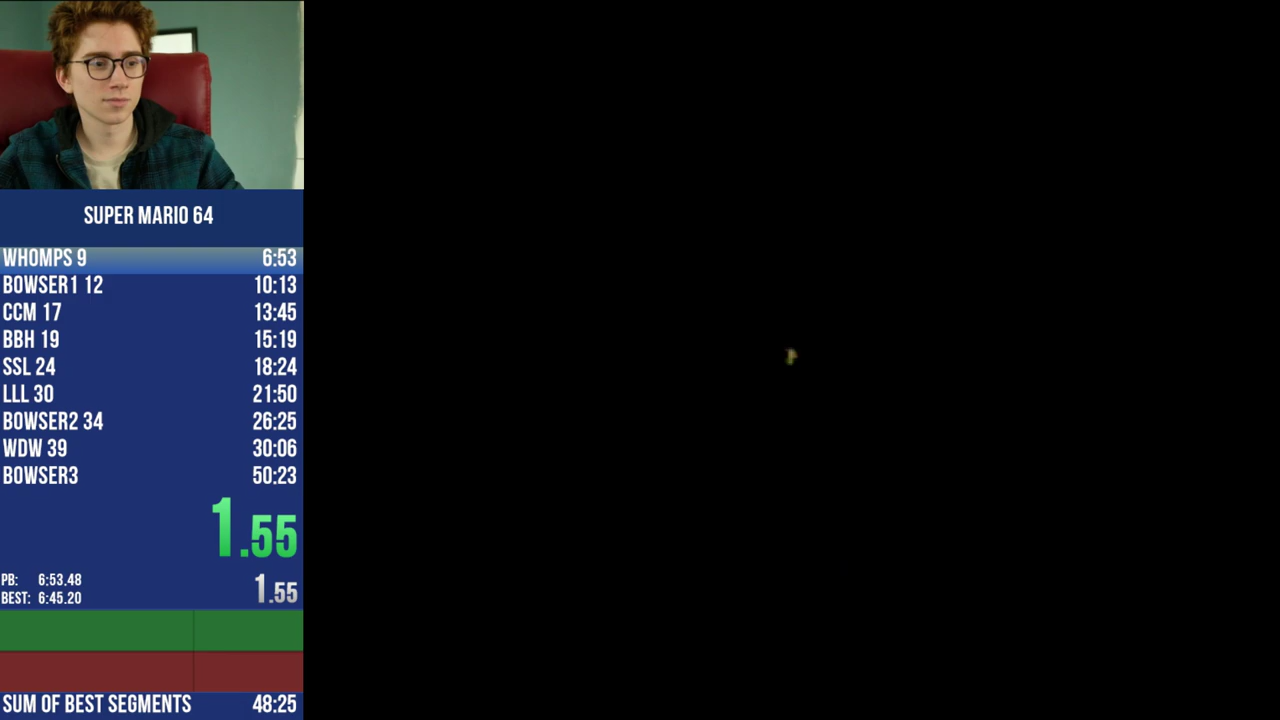 SUPER MARIO 64
WHOMPS 9 6:53
BOWSER1 12 10:13
CCM 17 13:45
BBH 19 15:19
SSL 24 18:24
LLL 30 21:50
BOWSER2 34 26:25
WDW 39 30:06
BOWSER3 50:23
1.55
PB: 6:53.48
BEST: 6:45.20
1.55
SUM OF BEST SEGMENTS 48:25